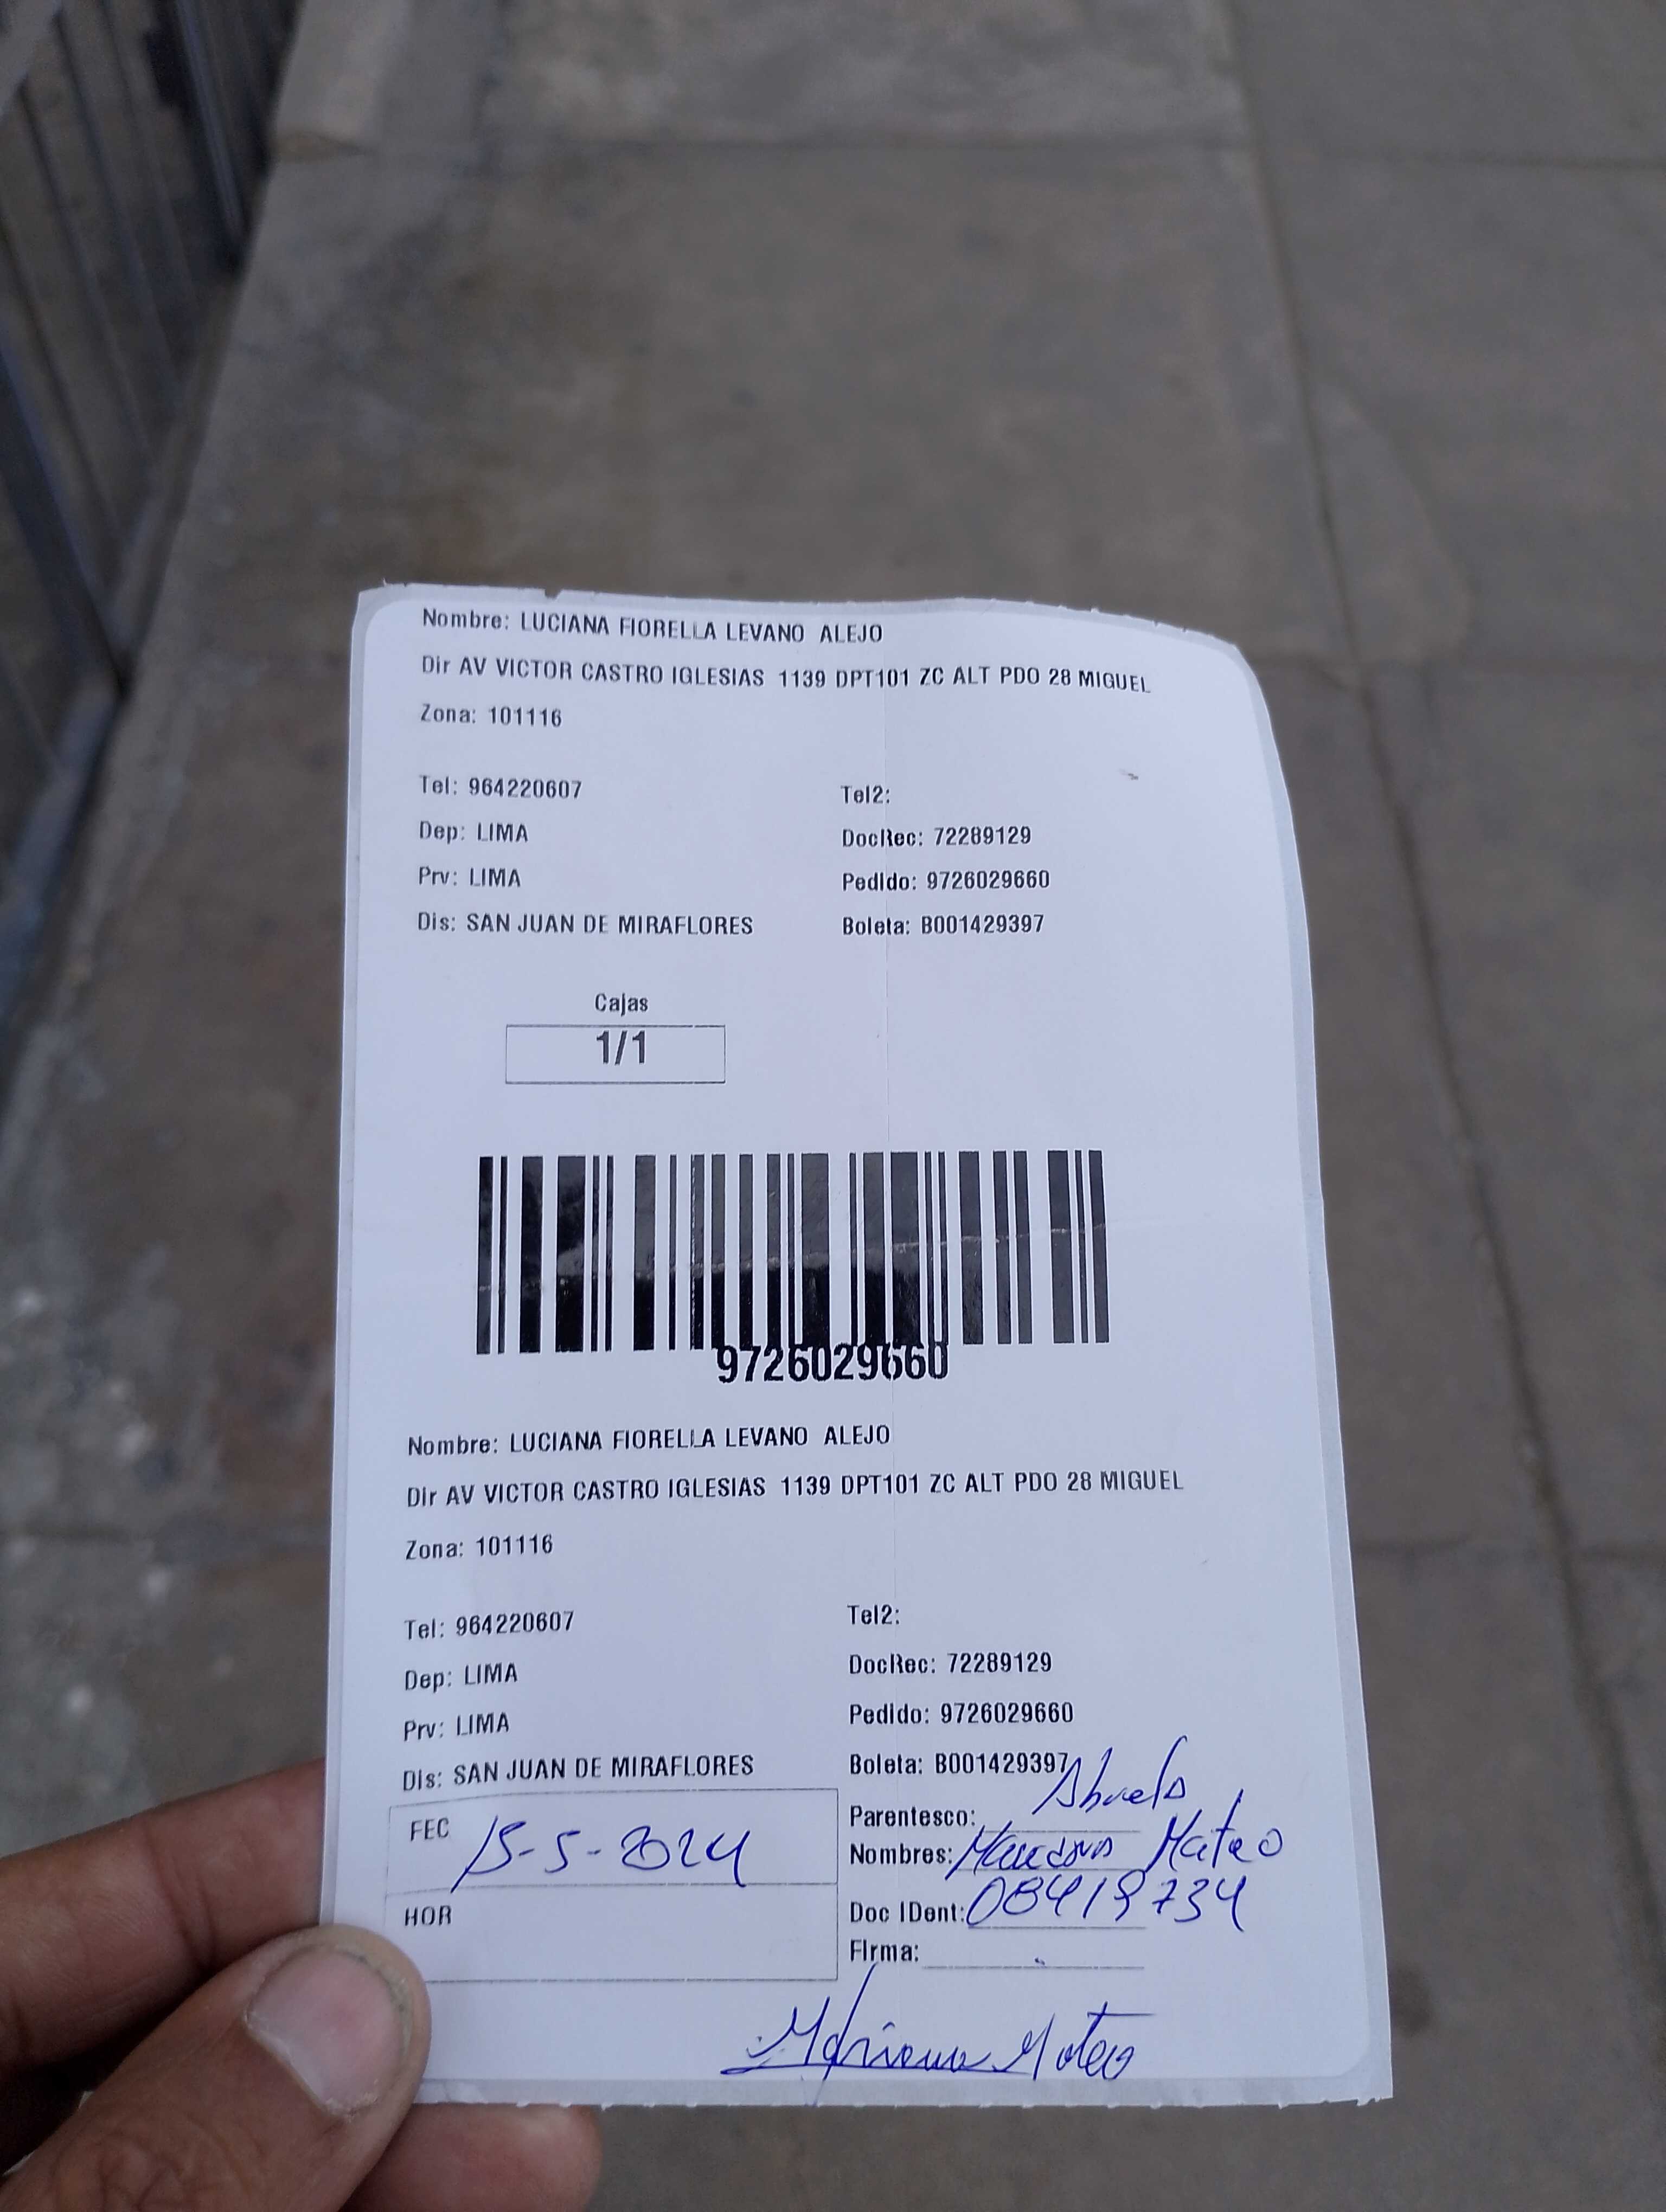 Nombre: LUCIANA FIORELLA LEVANO ALEJO
Dir AV VICTOR CASTRO IGLESIAS 1139 DPT101 ZC ALT PDO 28 MIGUEL
Zona: 101116
Tel: 964220607 Tel2:
Dep: LIMA DocRec: 72289129
Prv: LIMA Pedido: 9726029660
Dis: SAN JUAN DE MIRAFLORES Boleta: B001429397
Cajas
1/1
9726029660
Nombre: LUCIANA FIORELLA LEVANO ALEJO
Dir AV VICTOR CASTRO IGLESIAS 1139 DPT101 ZC ALT PDO 28 MIGUEL
Zona: 101116
Tel: 964220607 Tel2:
Dep: LIMA DocRec: 72289129
Prv: LIMA Pedido: 9726029660
Dis: SAN JUAN DE MIRAFLORES Boleta: B001429397
FEC 15-5-2024 Parentesco: Abuelo
Nombres: Mateo
HOR Doc IDent: 08419734
Firma:
Mateo